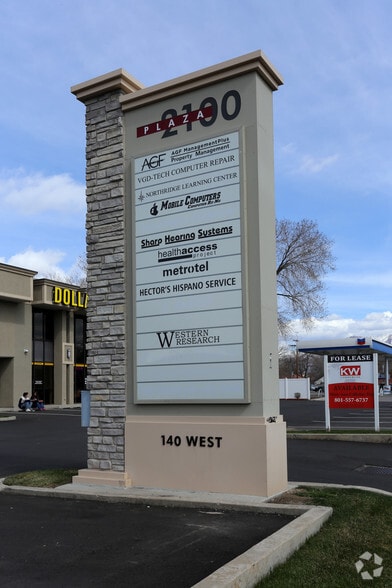 2100
PLAZA
AGF AGF ManagementPlus
Property Management
VGD-TECH COMPUTER REPAIR
NORTHRIDGE LEARNING CENTER
MOBILE COMPUTERS
Sharp Hearing Systems
healthaccess
project
metrotel
HECTOR'S HISPANO SERVICE
W WESTERN
RESEARCH
140 WEST
DOLLA
FOR LEASE
KW
AVAILABLE
801-557-6737